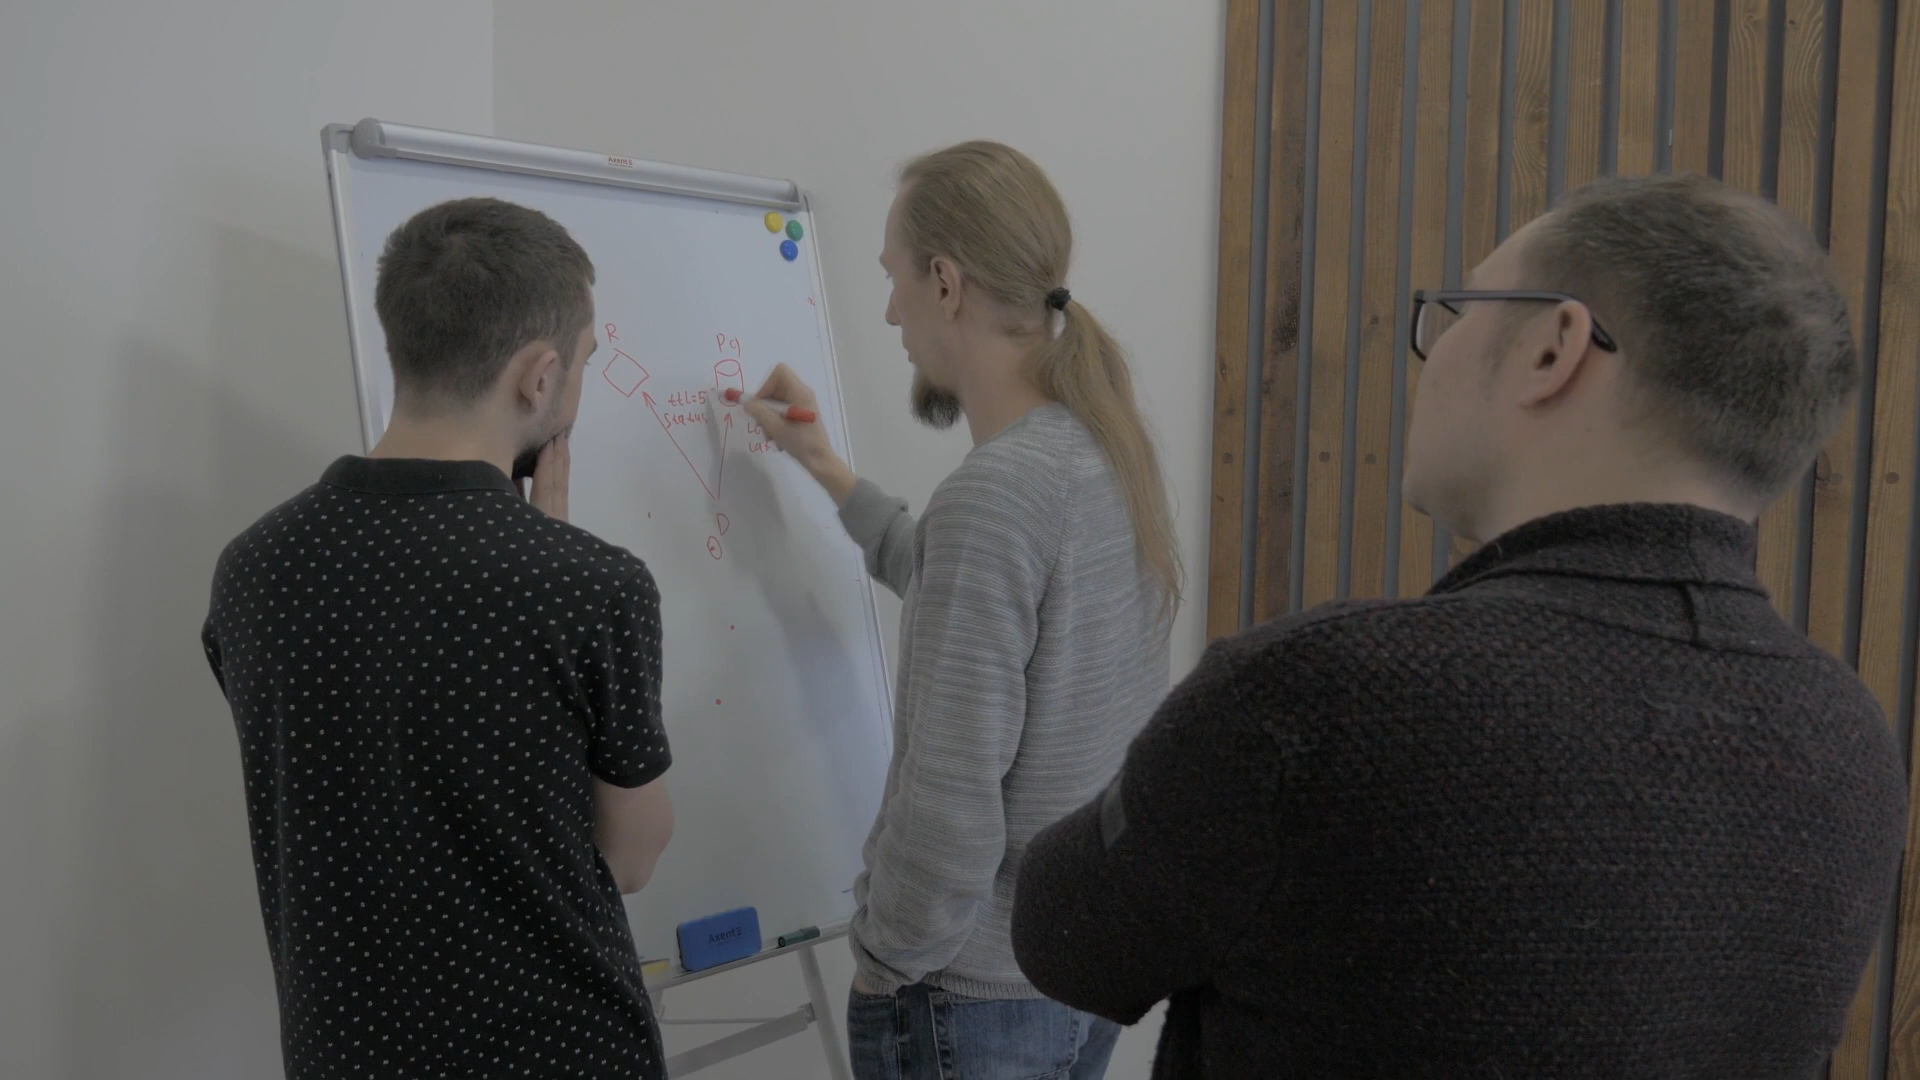 Axent
R
Pg
ttl=5
Status
D
Axent